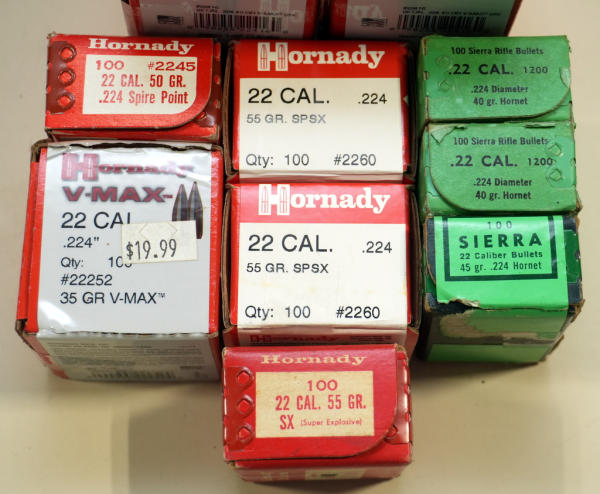 Hornady
100 #2245
22 CAL. 50 GR.
.224 Spire Point
Hornady
22 CAL. .224
55 GR. SPSX
Qty: 100 #2260
100 Sierra Rifle Bullets
.22 CAL. 1200
.224 Diameter
40 gr. Hornet
100 Sierra Rifle Bullets
.22 CAL. 1200
.224 Diameter
40 gr. Hornet
Hornady
V-MAX
22 CAL
.224"
Qty: 100
#22252
35 GR V-MAX™
$19.99
Hornady
22 CAL. .224
55 GR. SPSX
Qty: 100 #2260
Hornady
100
SIERRA
22 Caliber Bullets
45 gr. .224 Hornet
Hornady
100
22 CAL. 55 GR.
SX (Super Explosive)